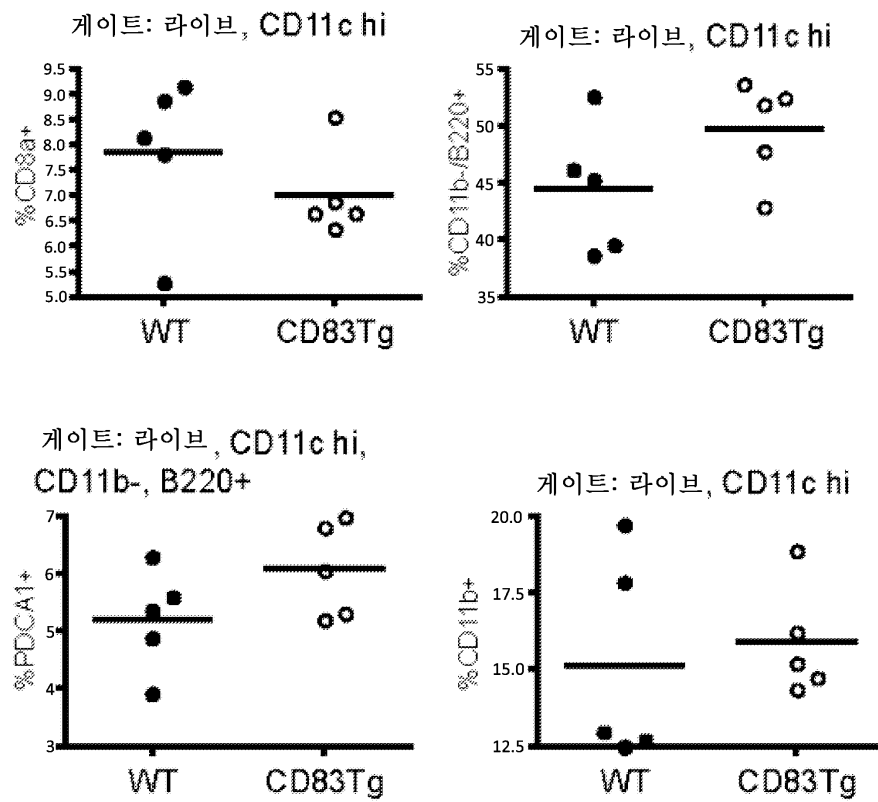 게이트: 라이브, CD11c hi
9.5
9.0
8.5
8.0
7.5
7.0
6.5
6.0
5.5
5.0
%CD8a+
WT
CD83Tg
게이트: 라이브, CD11c hi
55
50
45
40
35
%CD11b-/B220+
WT
CD83Tg
게이트: 라이브, CD11c hi,
CD11b-, B220+
7
6
5
4
3
%PDCA1+
WT
CD83Tg
게이트: 라이브, CD11c hi
20.0
17.5
15.0
12.5
%CD11b+
WT
CD83Tg